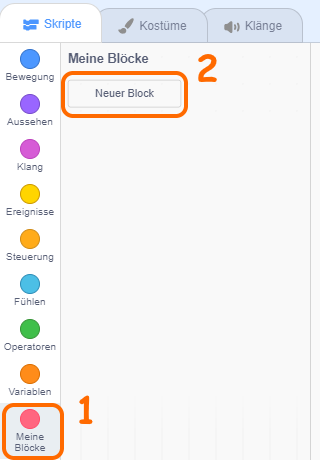 Skripte
Kostüme
Klänge
Meine Blöcke
2
Neuer Block
Bewegung
Aussehen
Klang
Ereignisse
Steuerung
Fühlen
Operatoren
Variablen
1
Meine
Blöcke